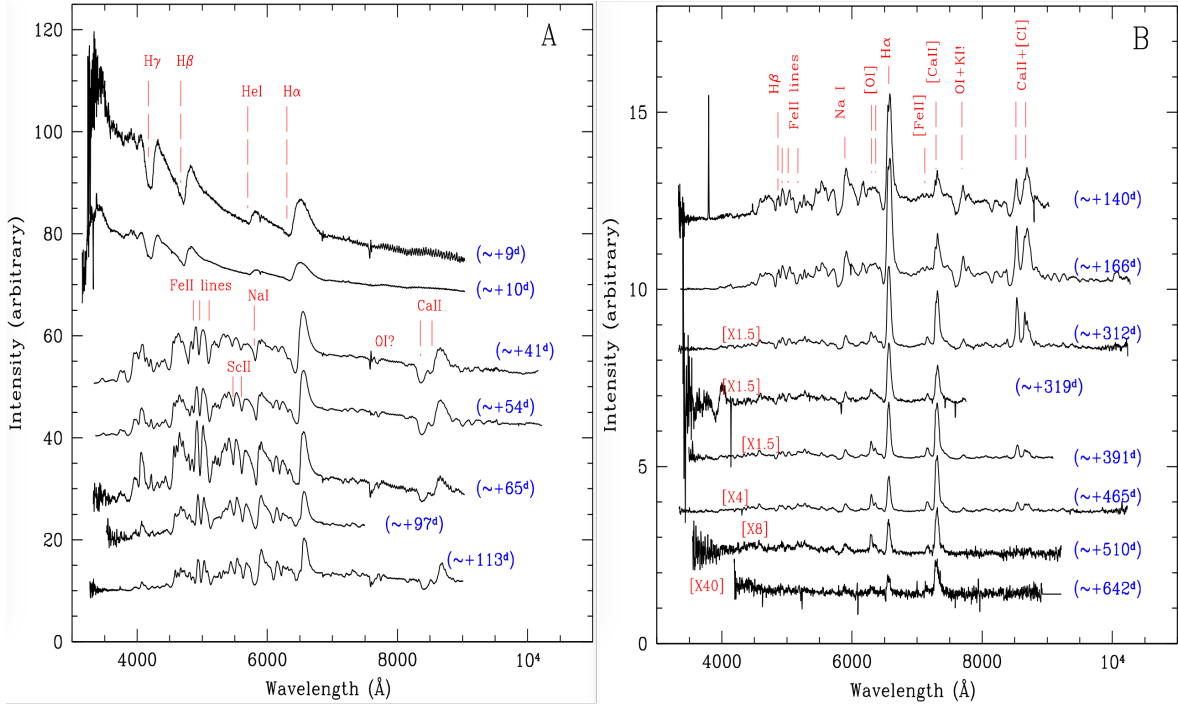 A
120
100
80
60
40
20
0
4000 6000 8000 10⁴
Wavelength (Å)
Intensity (arbitrary)
Hγ
Hβ
HeI
Hα
(~+9ᵈ)
(~+10ᵈ)
FeII lines
NaI
CaII
OI?
(~+41ᵈ)
ScII
(~+54ᵈ)
(~+65ᵈ)
(~+97ᵈ)
(~+113ᵈ)
B
15
10
5
0
4000 6000 8000 10⁴
Wavelength (Å)
Intensity (arbitrary)
Hβ
FeII lines
Na I
[OI]
Hα
[FeII]
[CaII]
OI+KI!
CaII+[CI]
(~+140ᵈ)
(~+166ᵈ)
[X1.5]
(~+312ᵈ)
[X1.5]
(~+319ᵈ)
[X1.5]
(~+391ᵈ)
[X4]
(~+465ᵈ)
[X8]
(~+510ᵈ)
[X40]
(~+642ᵈ)